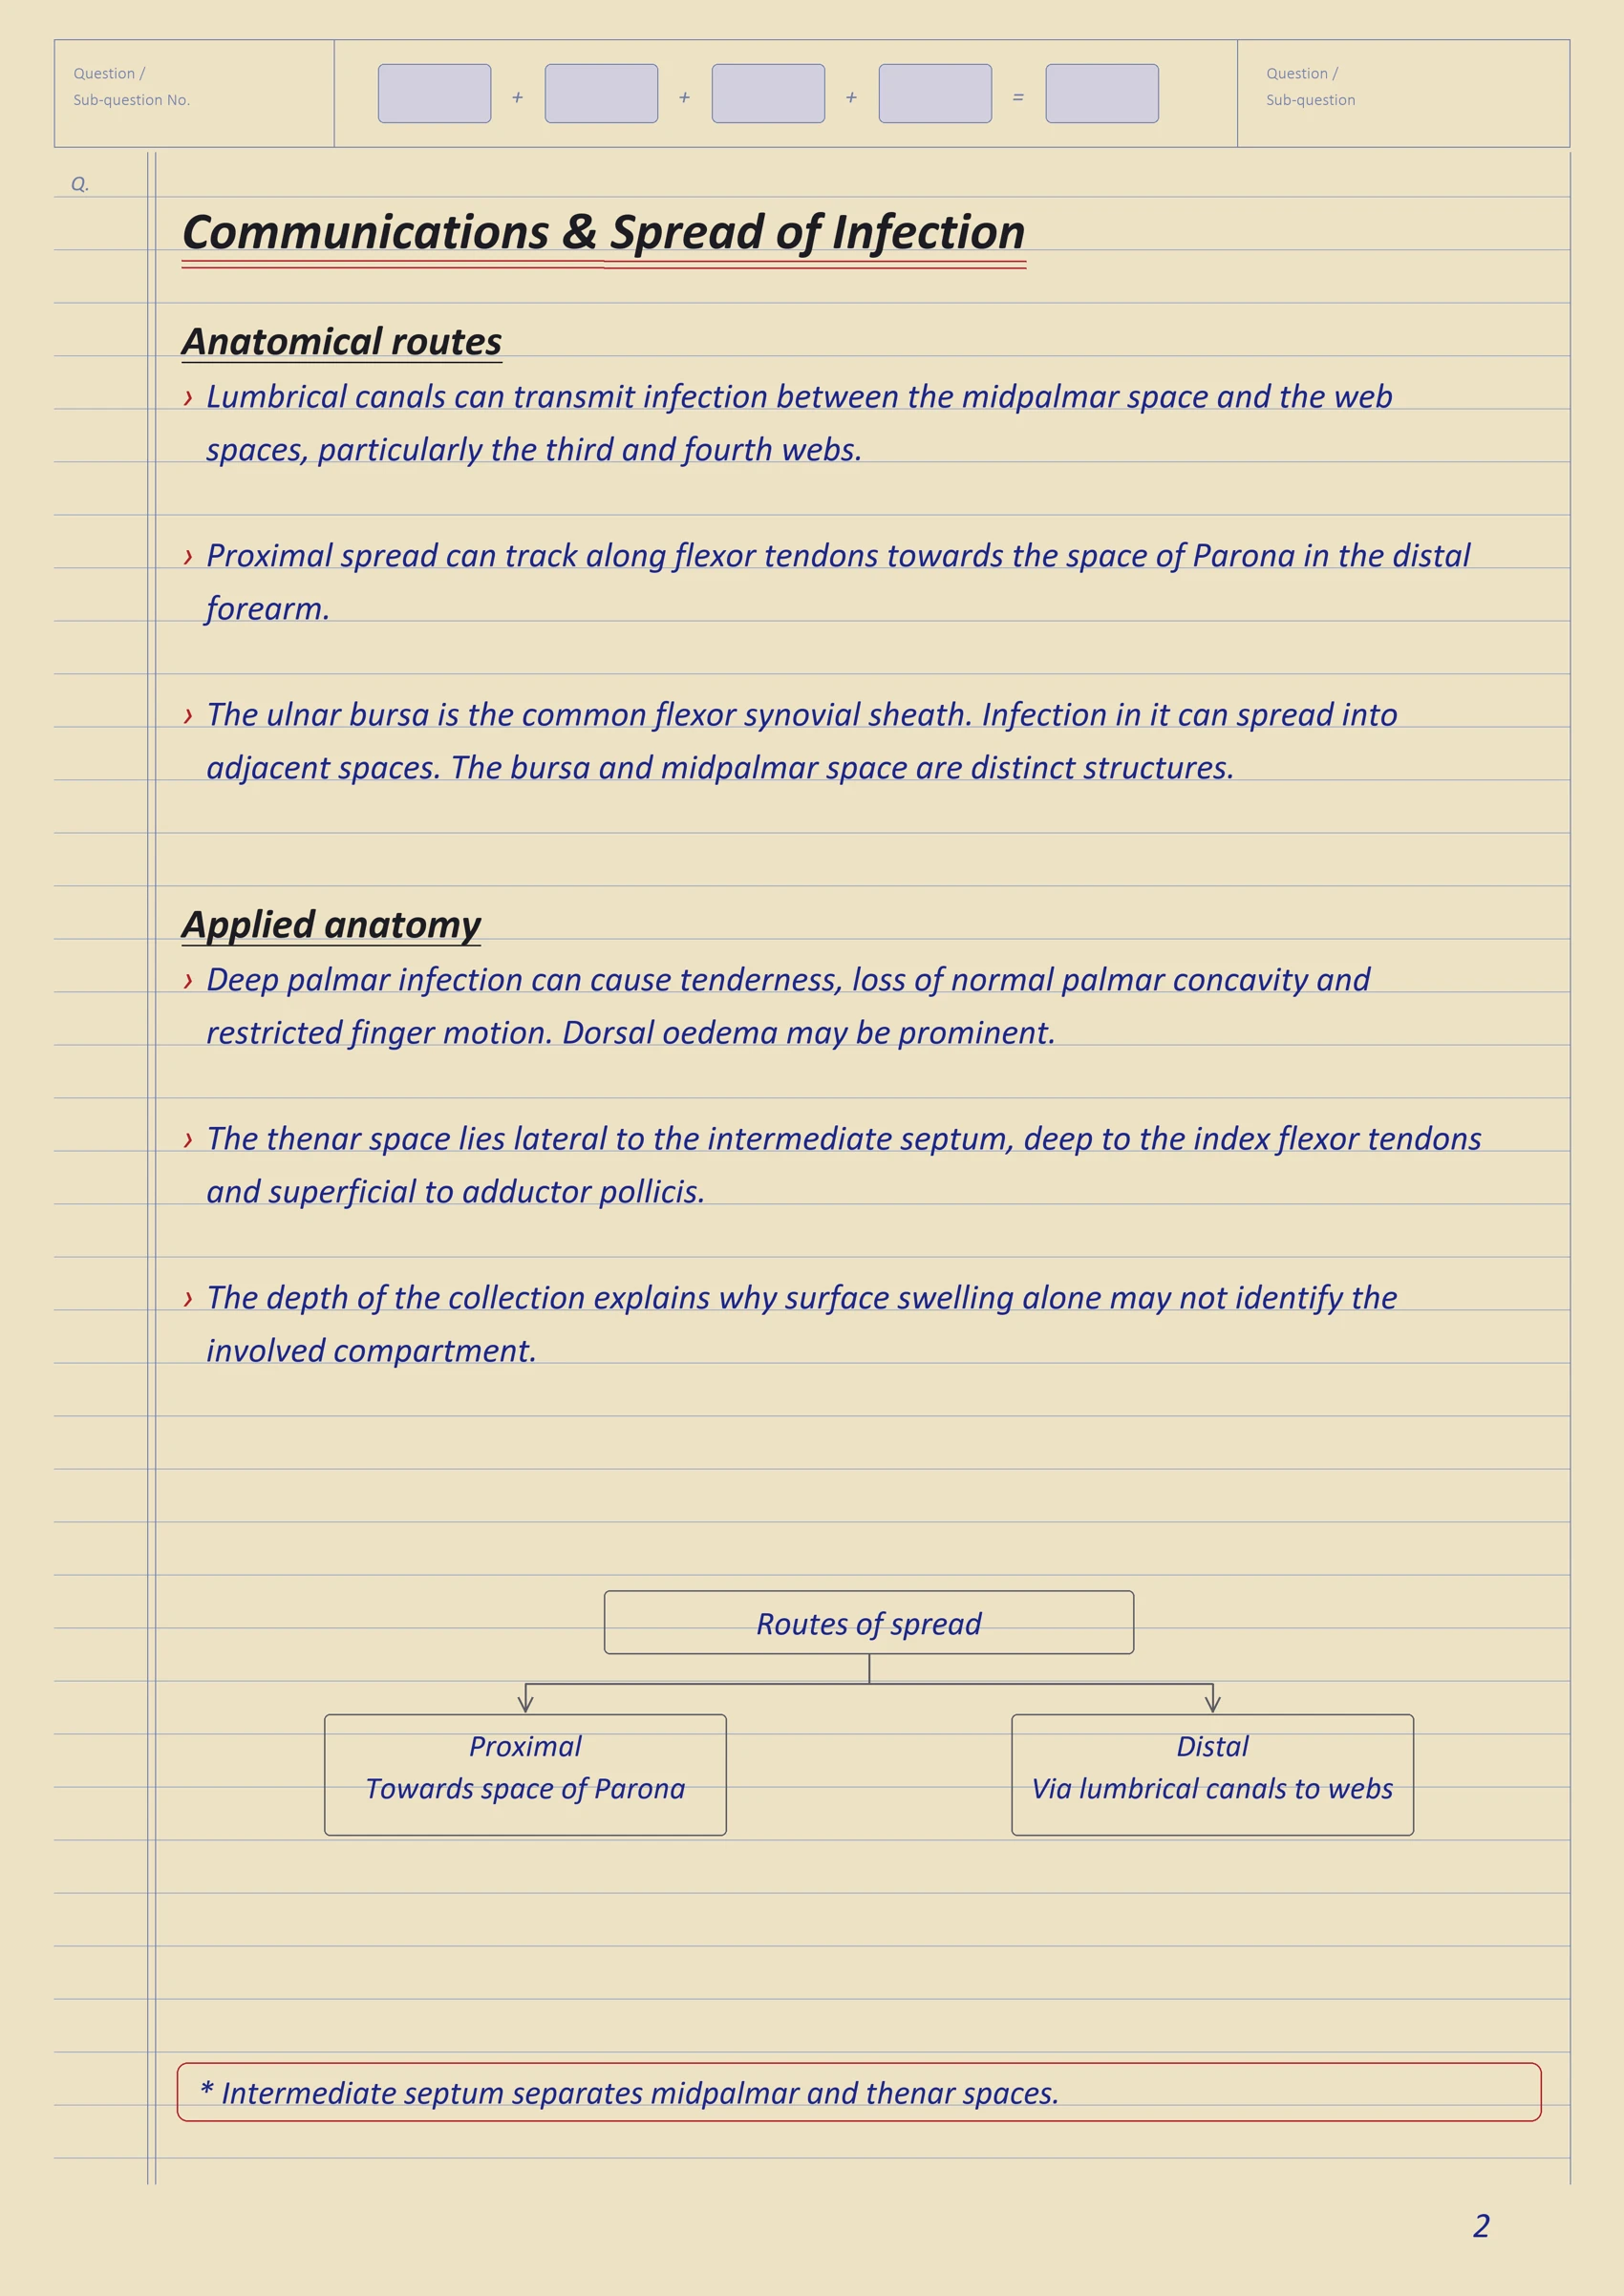 Question /
Sub-question No.
+ + + =
Question /
Sub-question
Q.
Communications & Spread of Infection
Anatomical routes
› Lumbrical canals can transmit infection between the midpalmar space and the web
spaces, particularly the third and fourth webs.
› Proximal spread can track along flexor tendons towards the space of Parona in the distal
forearm.
› The ulnar bursa is the common flexor synovial sheath. Infection in it can spread into
adjacent spaces. The bursa and midpalmar space are distinct structures.
Applied anatomy
› Deep palmar infection can cause tenderness, loss of normal palmar concavity and
restricted finger motion. Dorsal oedema may be prominent.
› The thenar space lies lateral to the intermediate septum, deep to the index flexor tendons
and superficial to adductor pollicis.
› The depth of the collection explains why surface swelling alone may not identify the
involved compartment.
Routes of spread
Proximal
Towards space of Parona
Distal
Via lumbrical canals to webs
* Intermediate septum separates midpalmar and thenar spaces.
2